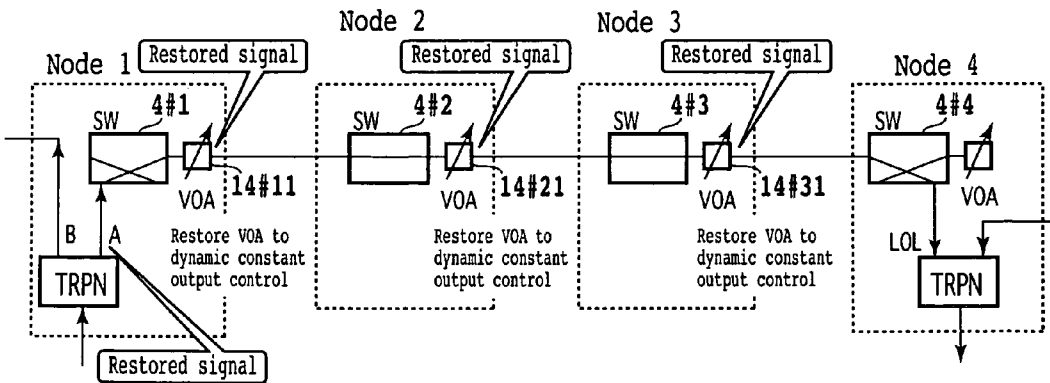 Node 1
Restored signal
Node 2
Restored signal
Node 3
Restored signal
Node 4
SW
4#1
SW
4#2
SW
4#3
SW
4#4
VOA
14#11
VOA
14#21
VOA
14#31
VOA
B
A
Restore VOA to
dynamic constant
output control
Restore VOA to
dynamic constant
output control
Restore VOA to
dynamic constant
output control
LOL
TRPN
TRPN
Restored signal